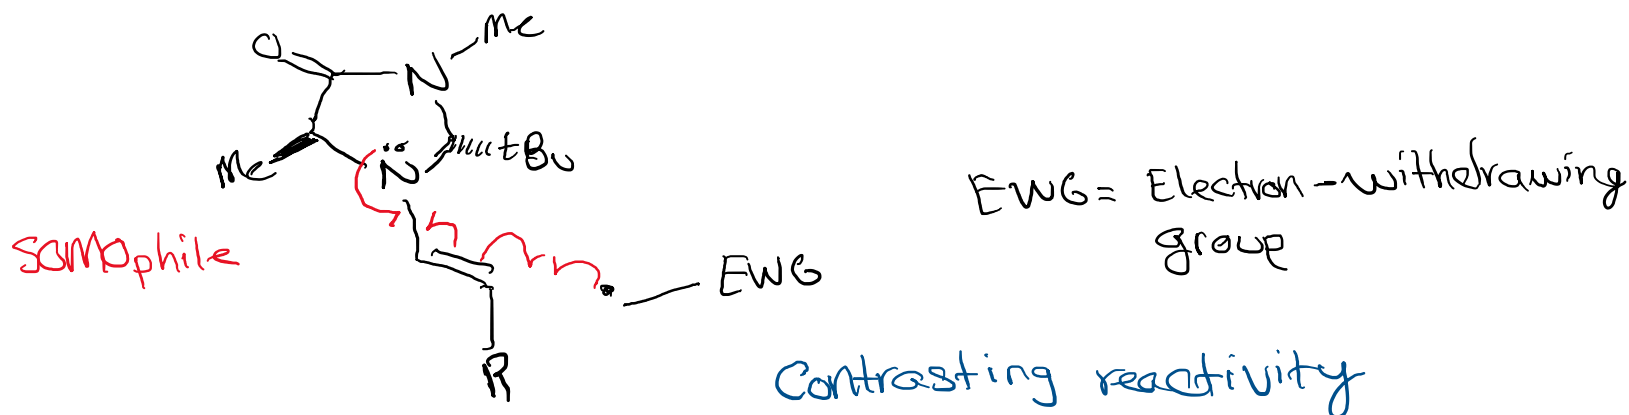 Me
O
N
Me
N
tBu
SOMOphile
EWG
R
EWG = Electron-withdrawing
group
Contrasting reactivity